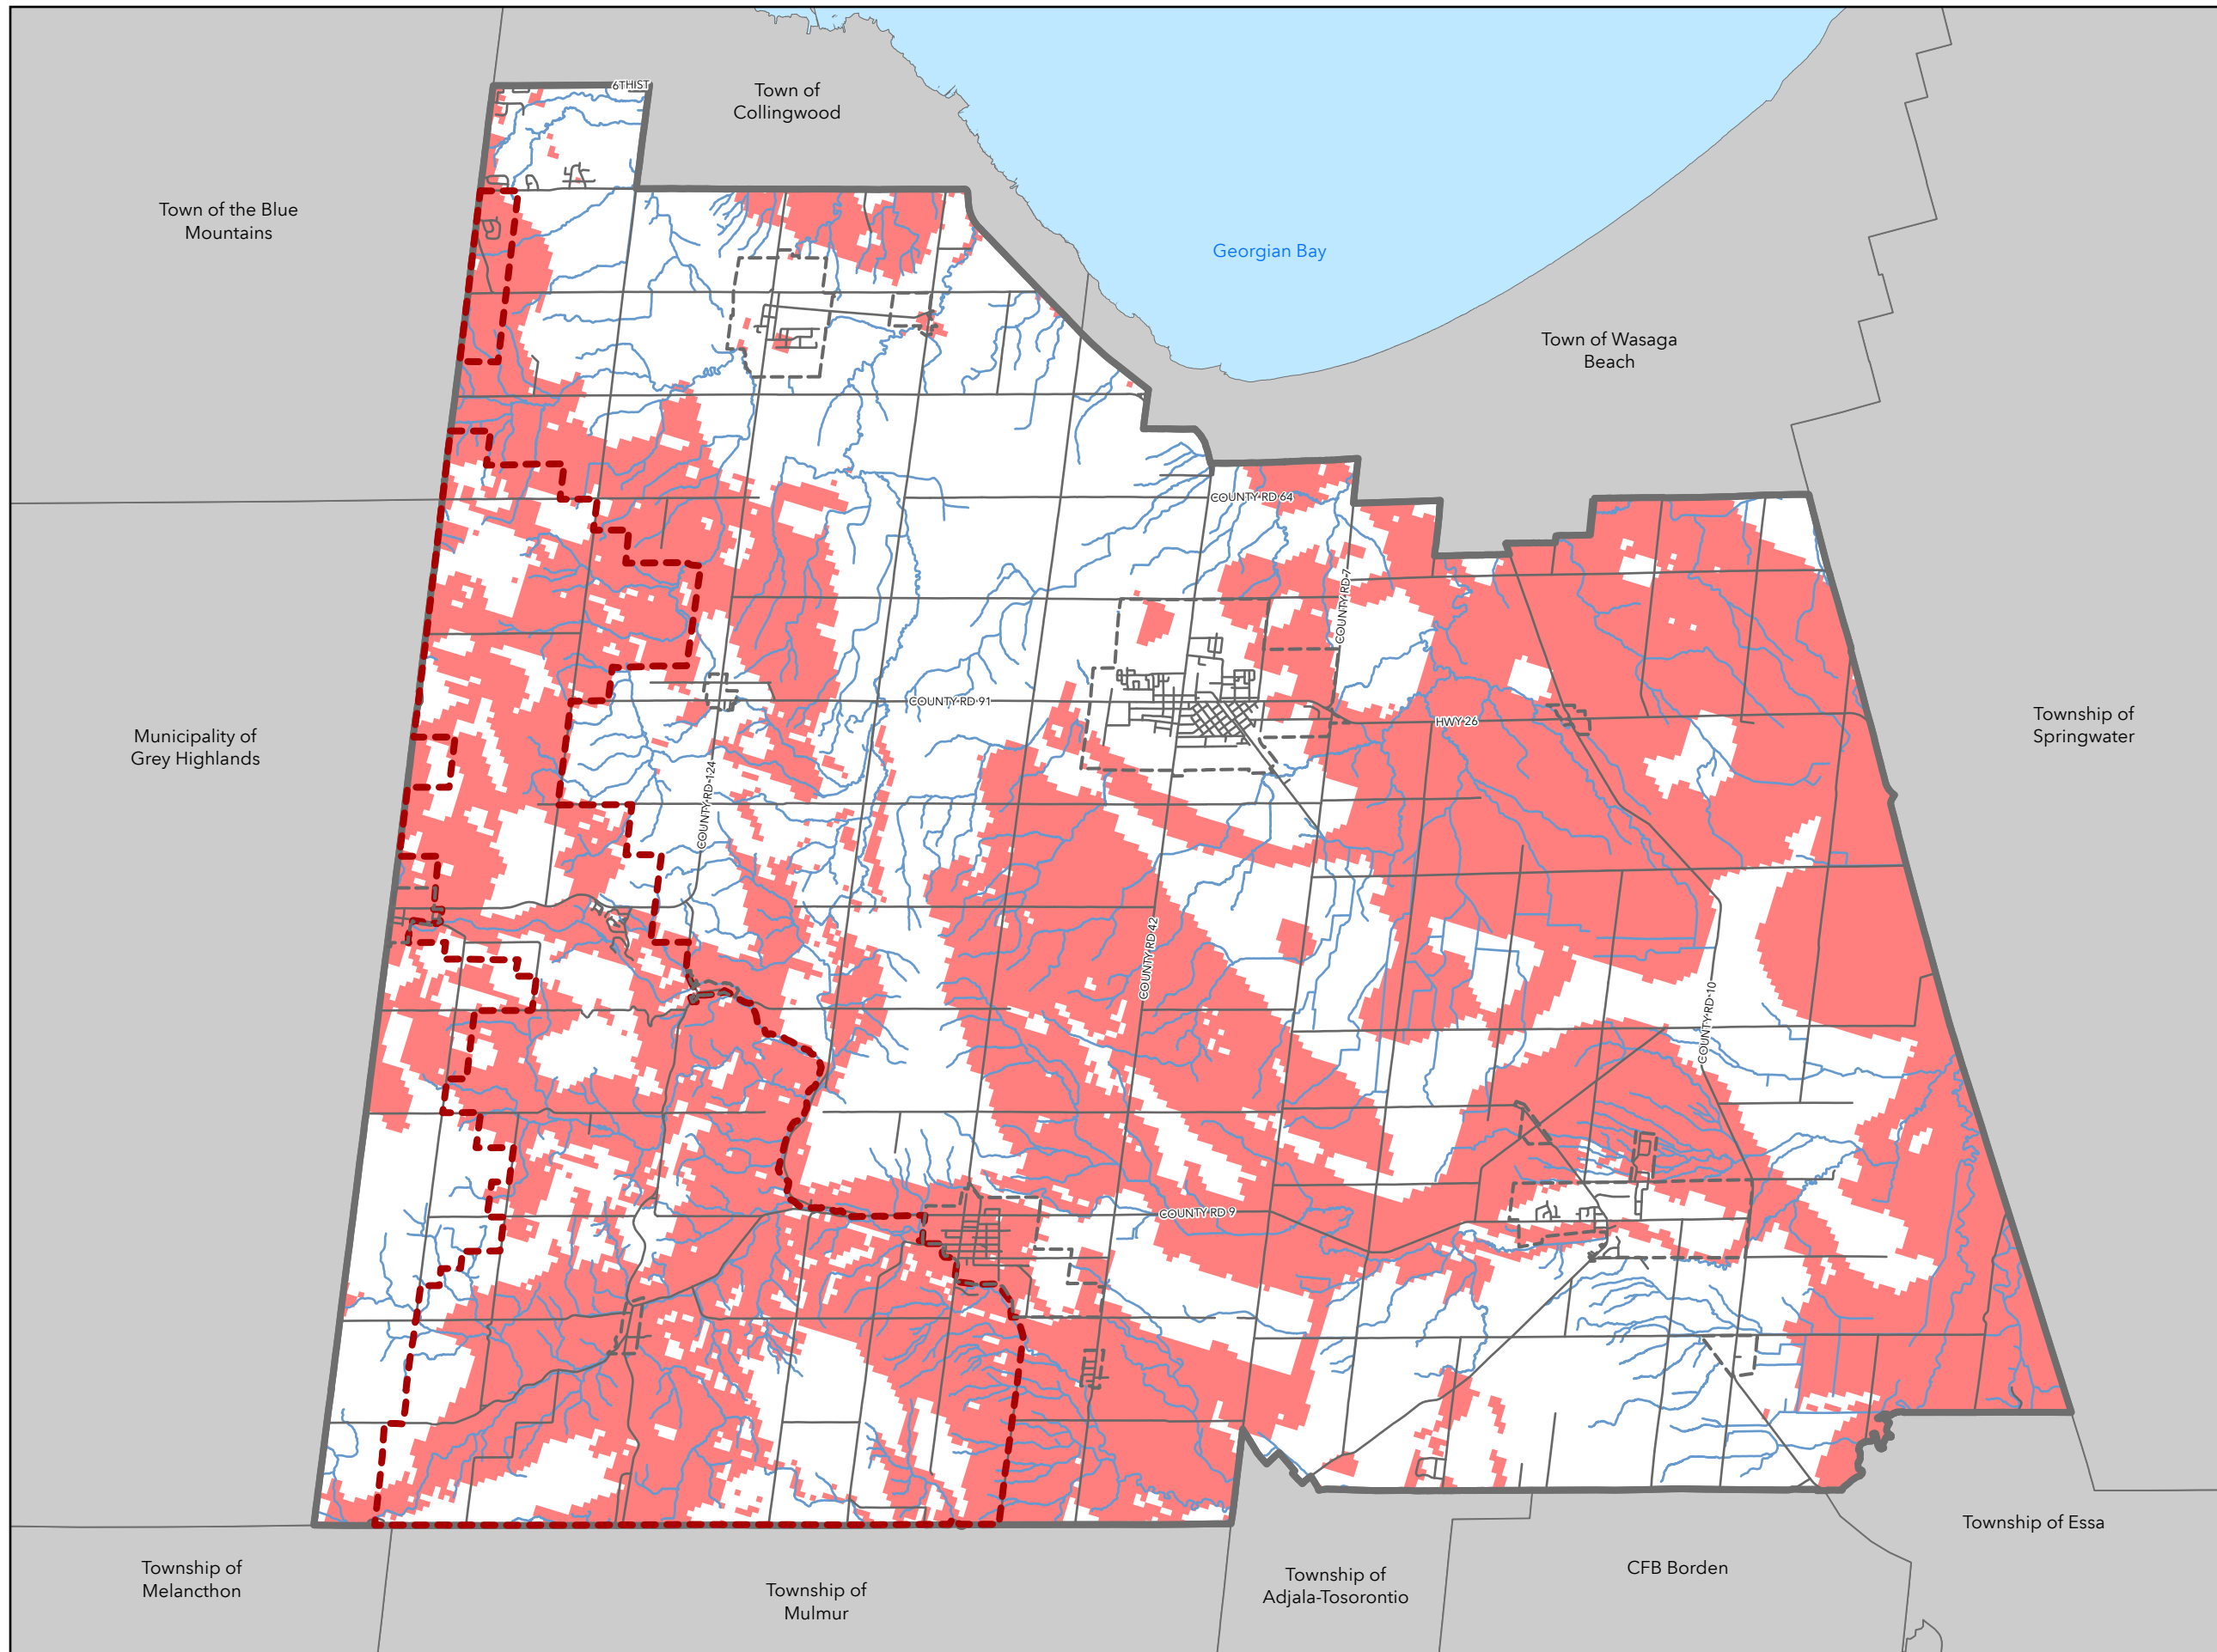 6THIST
Town of
Collingwood
Town of the Blue
Mountains
Georgian Bay
Town of Wasaga
Beach
COUNTY RD 64
COUNTY RD 7
COUNTY RD 91
HWY 26
Township of
Springwater
Municipality of
Grey Highlands
COUNTY RD 124
COUNTY RD 42
COUNTY RD 10
COUNTY RD 9
Township of Essa
Township of
Melancthon
Township of
Mulmur
Township of
Adjala-Tosorontio
CFB Borden